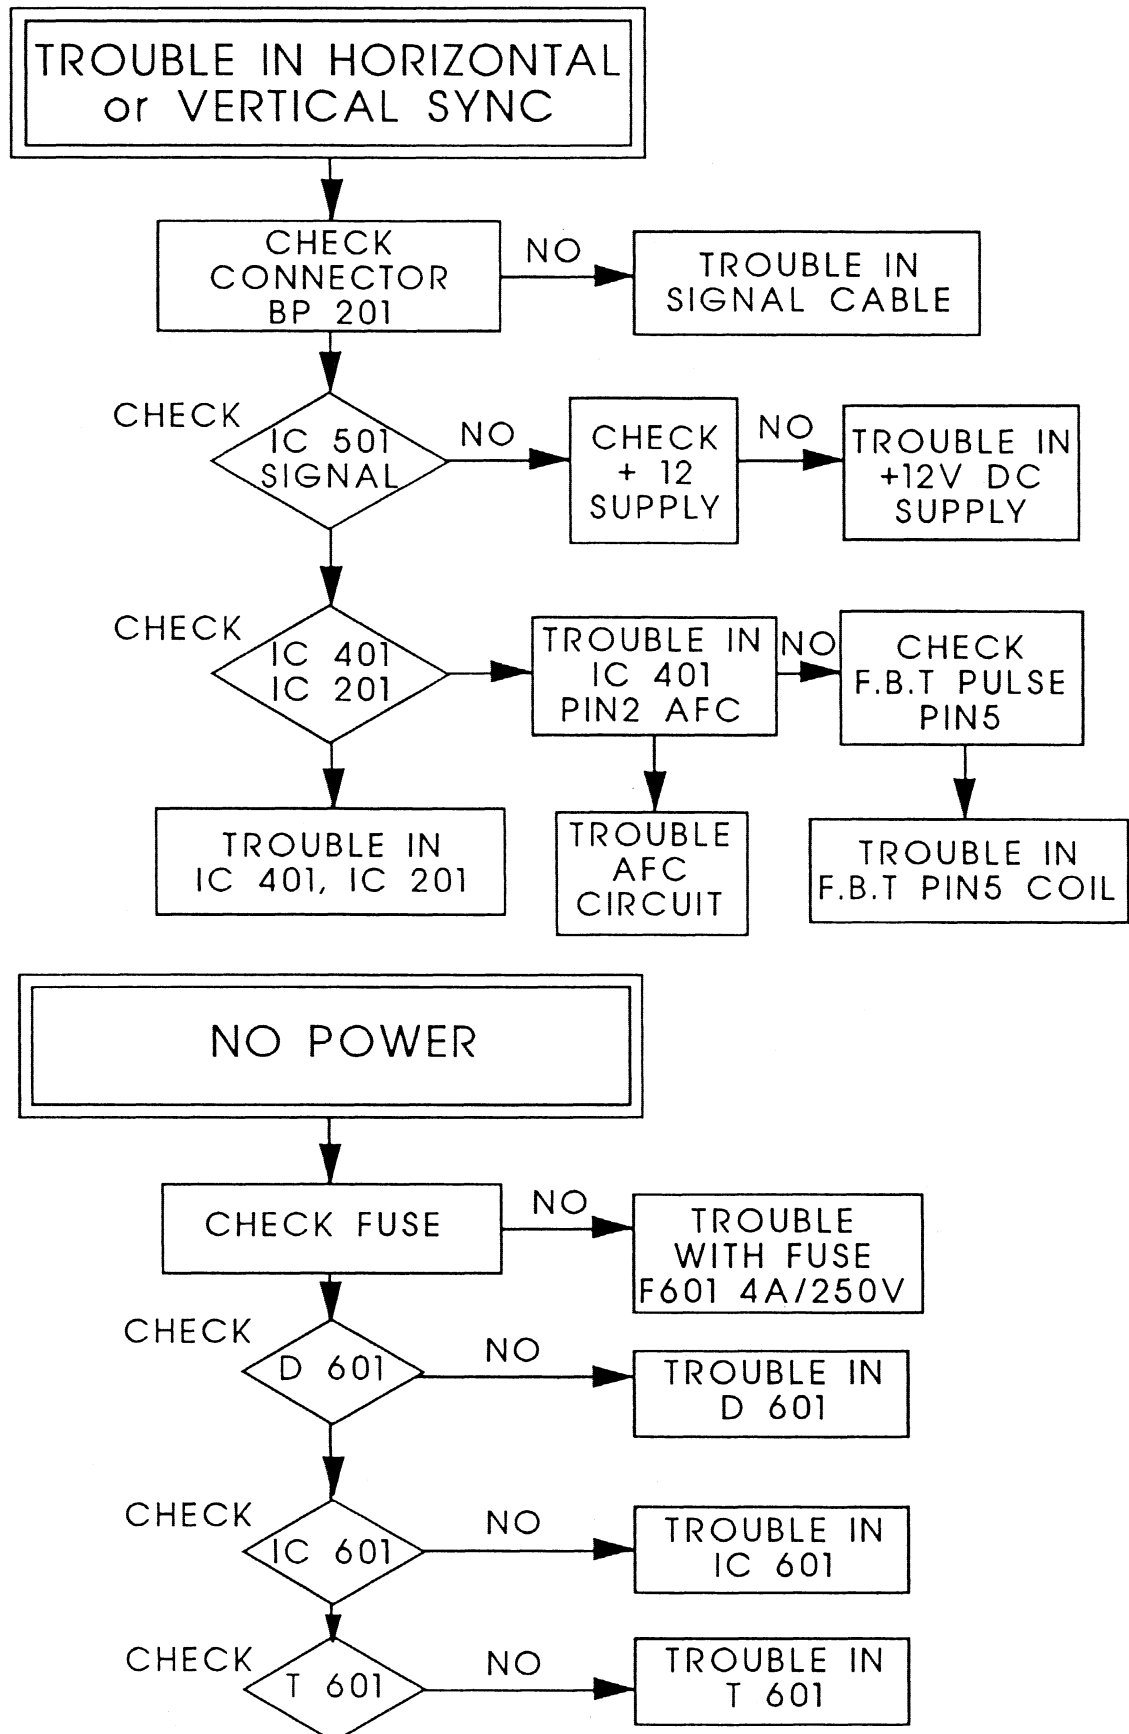 TROUBLE IN HORIZONTAL
or VERTICAL SYNC
CHECK
CONNECTOR
BP 201
NO
TROUBLE IN
SIGNAL CABLE
CHECK
IC 501
SIGNAL
NO
CHECK
+ 12
SUPPLY
NO
TROUBLE IN
+12V DC
SUPPLY
CHECK
IC 401
IC 201
TROUBLE IN
IC 401
PIN2 AFC
NO
CHECK
F.B.T PULSE
PIN5
TROUBLE IN
IC 401, IC 201
TROUBLE
AFC
CIRCUIT
TROUBLE IN
F.B.T PIN5 COIL
NO POWER
CHECK FUSE
NO
TROUBLE
WITH FUSE
F601 4A/250V
CHECK
D 601
NO
TROUBLE IN
D 601
CHECK
IC 601
NO
TROUBLE IN
IC 601
CHECK
T 601
NO
TROUBLE IN
T 601